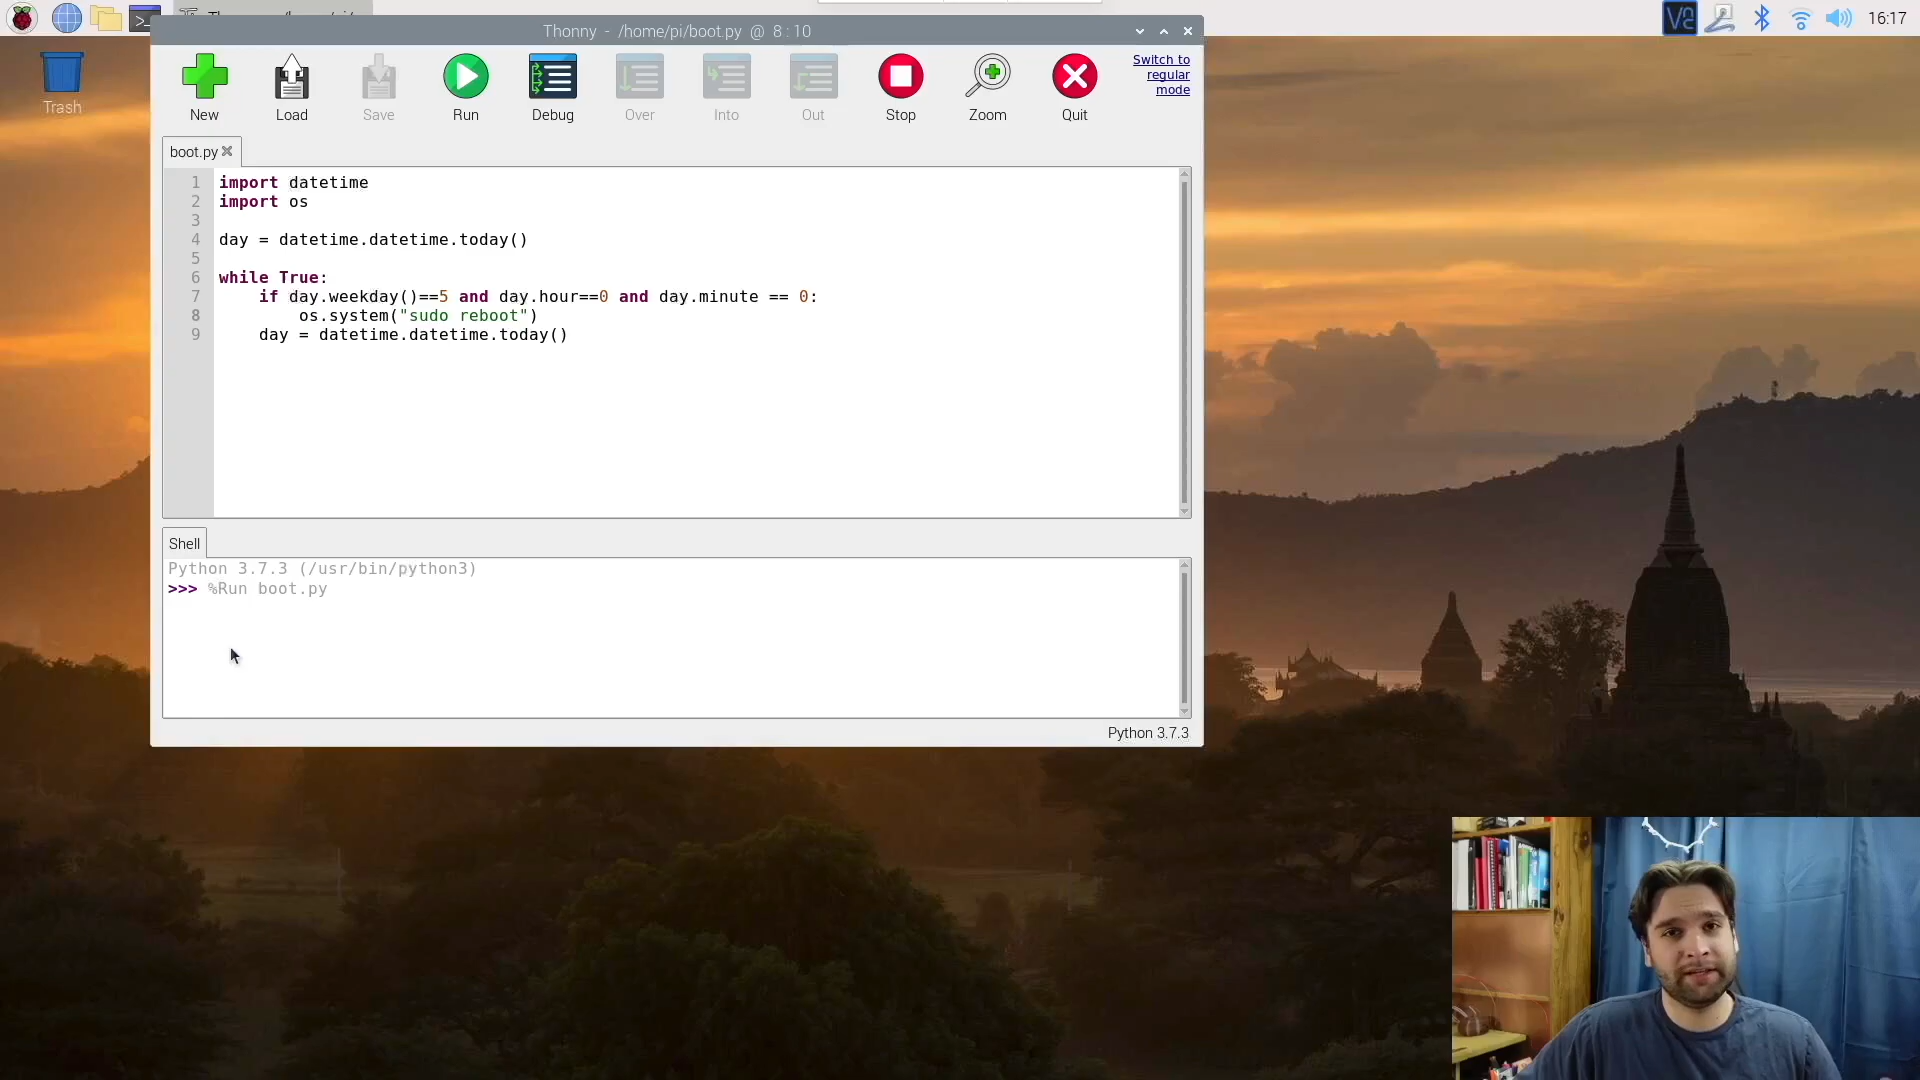 Thonny - /home/pi/boot.py @ 8:10
16:17
Trash
New
Load
Save
Run
Debug
Over
Into
Out
Stop
Zoom
Quit
Switch to
regular
mode
boot.py
1 import datetime
2 import os
3
4 day = datetime.datetime.today()
5
6 while True:
7     if day.weekday()==5 and day.hour==0 and day.minute == 0:
8         os.system("sudo reboot")
9     day = datetime.datetime.today()
Shell
Python 3.7.3 (/usr/bin/python3)
>>> %Run boot.py
Python 3.7.3